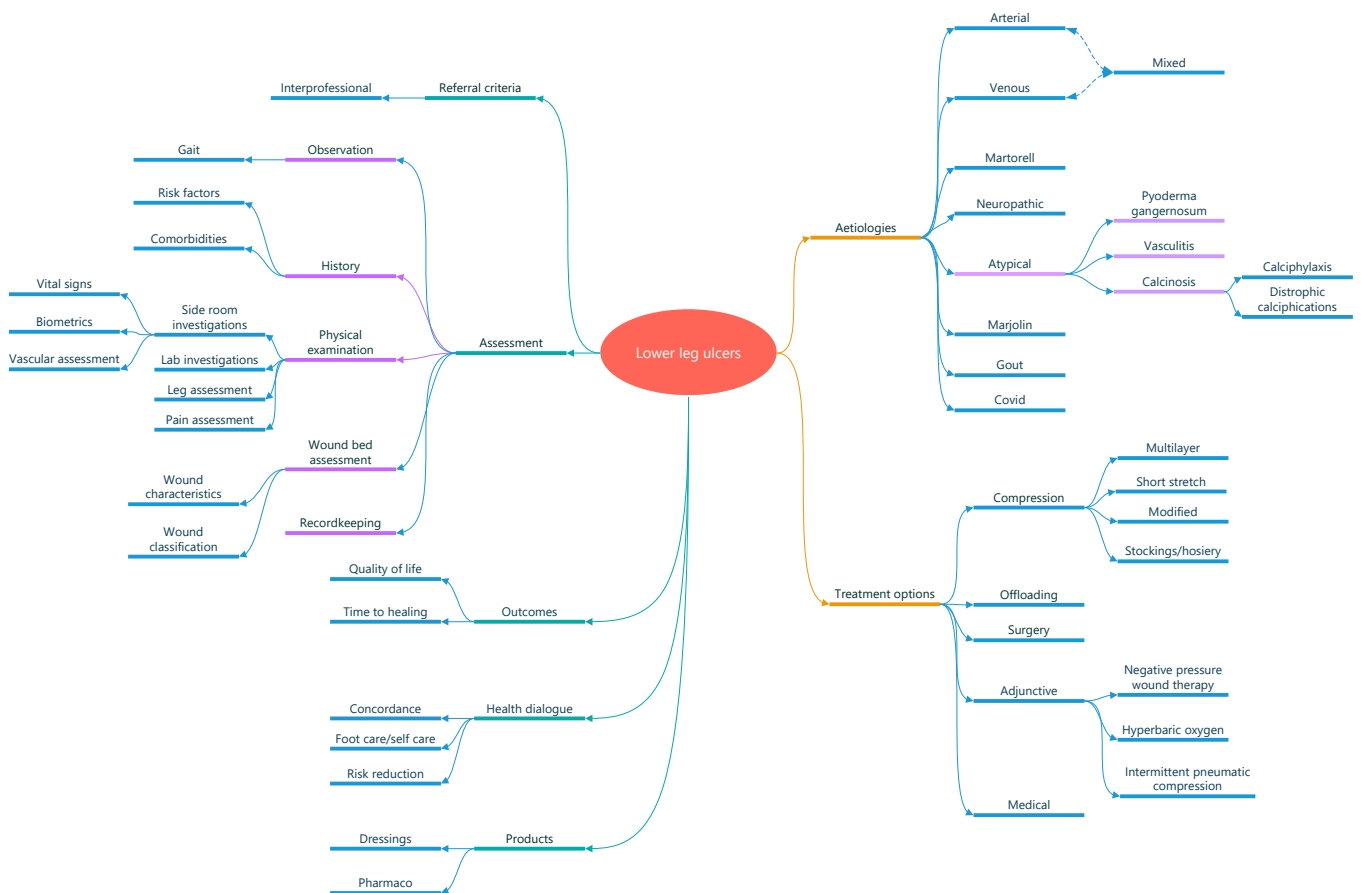 Lower leg ulcers
Referral criteria
Interprofessional
Assessment
Observation
Gait
History
Risk factors
Comorbidities
Physical
examination
Side room
investigations
Vital signs
Biometrics
Vascular assessment
Lab investigations
Leg assessment
Pain assessment
Wound bed
assessment
Wound
characteristics
Wound
classification
Recordkeeping
Outcomes
Quality of life
Time to healing
Health dialogue
Concordance
Foot care/self care
Risk reduction
Products
Dressings
Pharmaco
Aetiologies
Arterial
Mixed
Venous
Martorell
Neuropathic
Atypical
Pyoderma
gangernosum
Vasculitis
Calcinosis
Calciphylaxis
Distrophic
calciphications
Marjolin
Gout
Covid
Treatment options
Compression
Multilayer
Short stretch
Modified
Stockings/hosiery
Offloading
Surgery
Adjunctive
Negative pressure
wound therapy
Hyperbaric oxygen
Intermittent pneumatic
compression
Medical